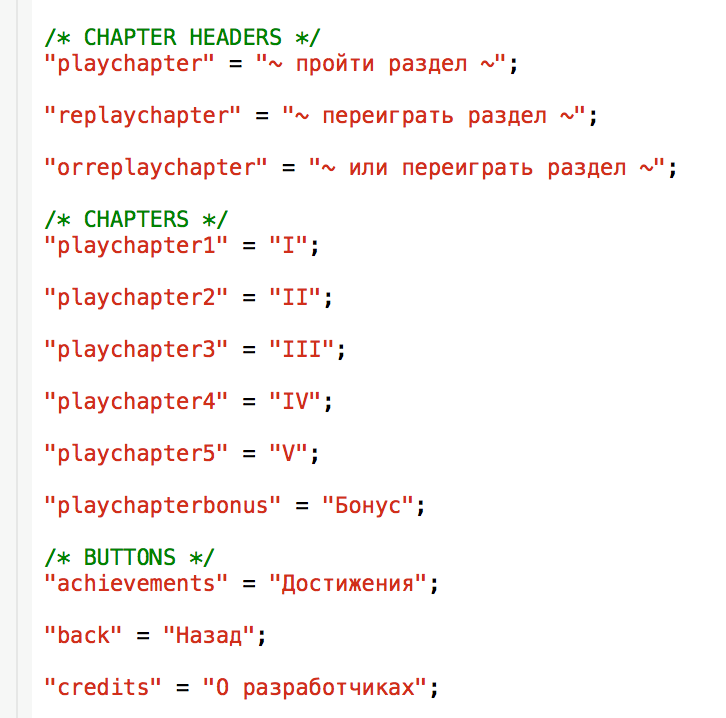 /* CHAPTER HEADERS */
"playchapter" = "~ пройти раздел ~";
"replaychapter" = "~ переиграть раздел ~";
"orreplaychapter" = "~ или переиграть раздел ~";
/* CHAPTERS */
"playchapter1" = "I";
"playchapter2" = "II";
"playchapter3" = "III";
"playchapter4" = "IV";
"playchapter5" = "V";
"playchapterbonus" = "Бонус";
/* BUTTONS */
"achievements" = "Достижения";
"back" = "Назад";
"credits" = "О разработчиках";